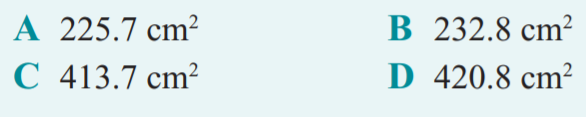 A 225.7 cm² B 232.8 cm²
C 413.7 cm² D 420.8 cm²